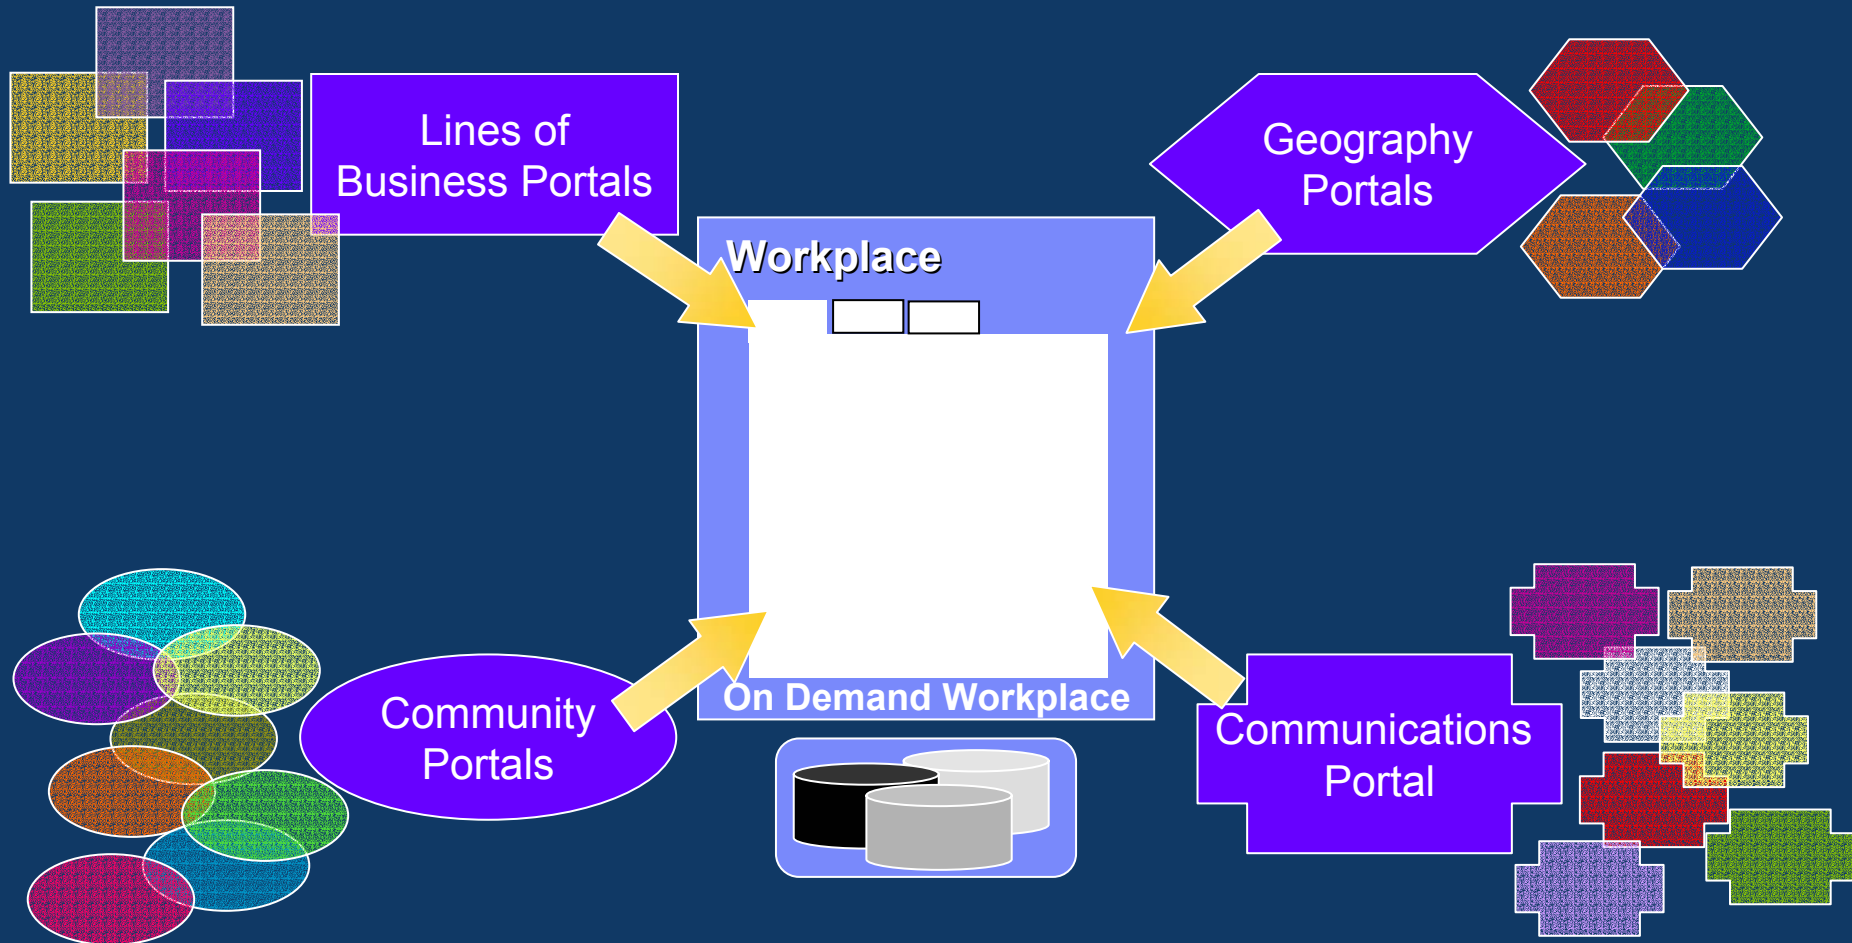 Lines of
Business Portals
Geography
Portals
Workplace
Community
Portals
On Demand Workplace
Communications
Portal